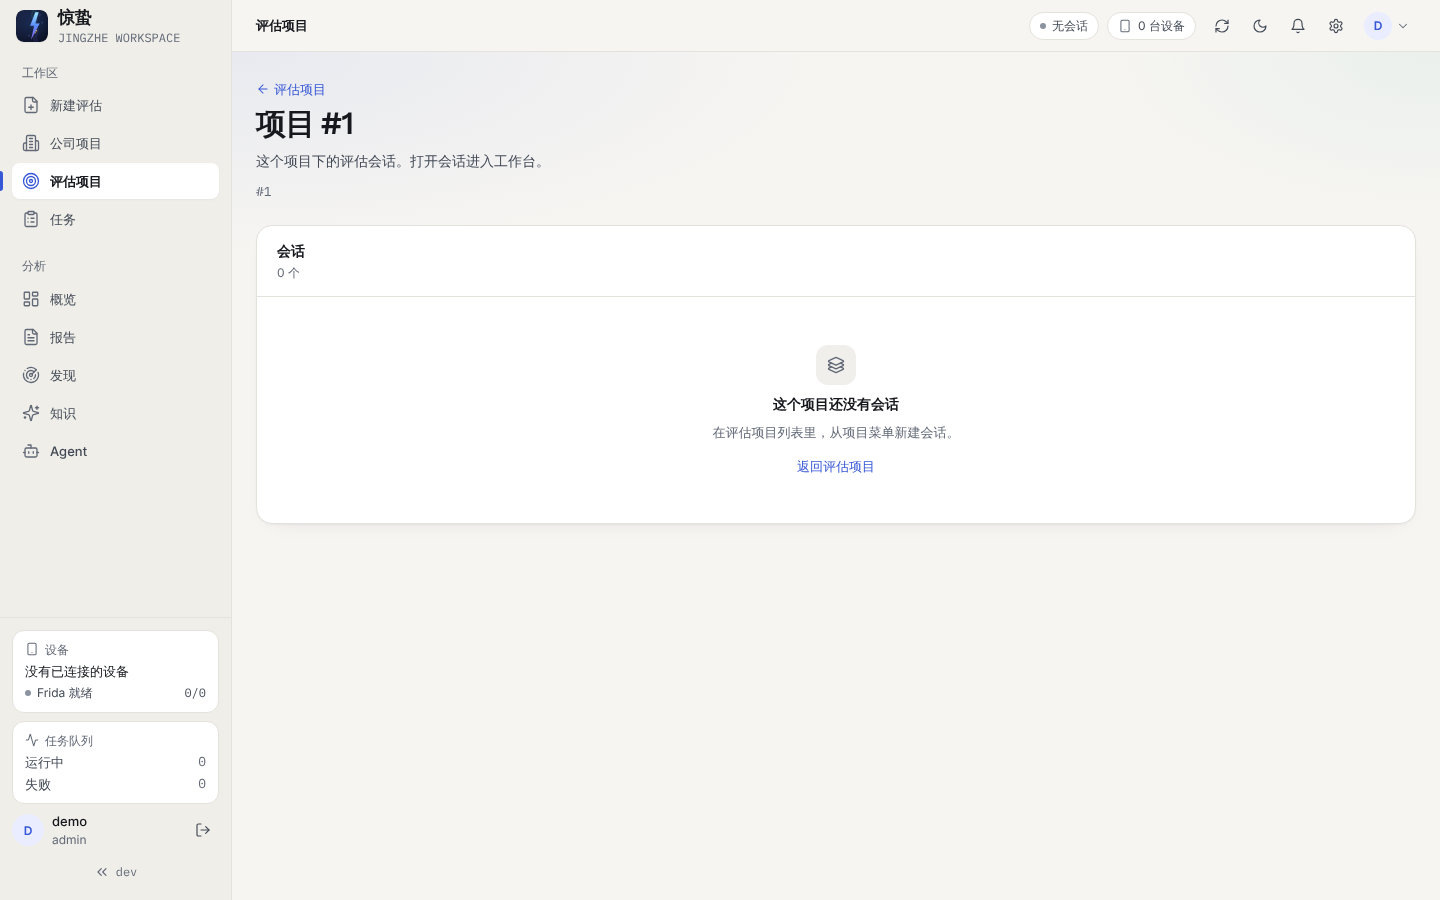 惊蛰
JINGZHE WORKSPACE
工作区
新建评估
公司项目
评估项目
任务
分析
概览
报告
发现
知识
Agent
设备
没有已连接的设备
Frida 就绪 0/0
任务队列
运行中 0
失败 0
D
demo
admin
dev
评估项目
无会话
0 台设备
D
评估项目
项目 #1
这个项目下的评估会话。打开会话进入工作台。
#1
会话
0 个
这个项目还没有会话
在评估项目列表里，从项目菜单新建会话。
返回评估项目